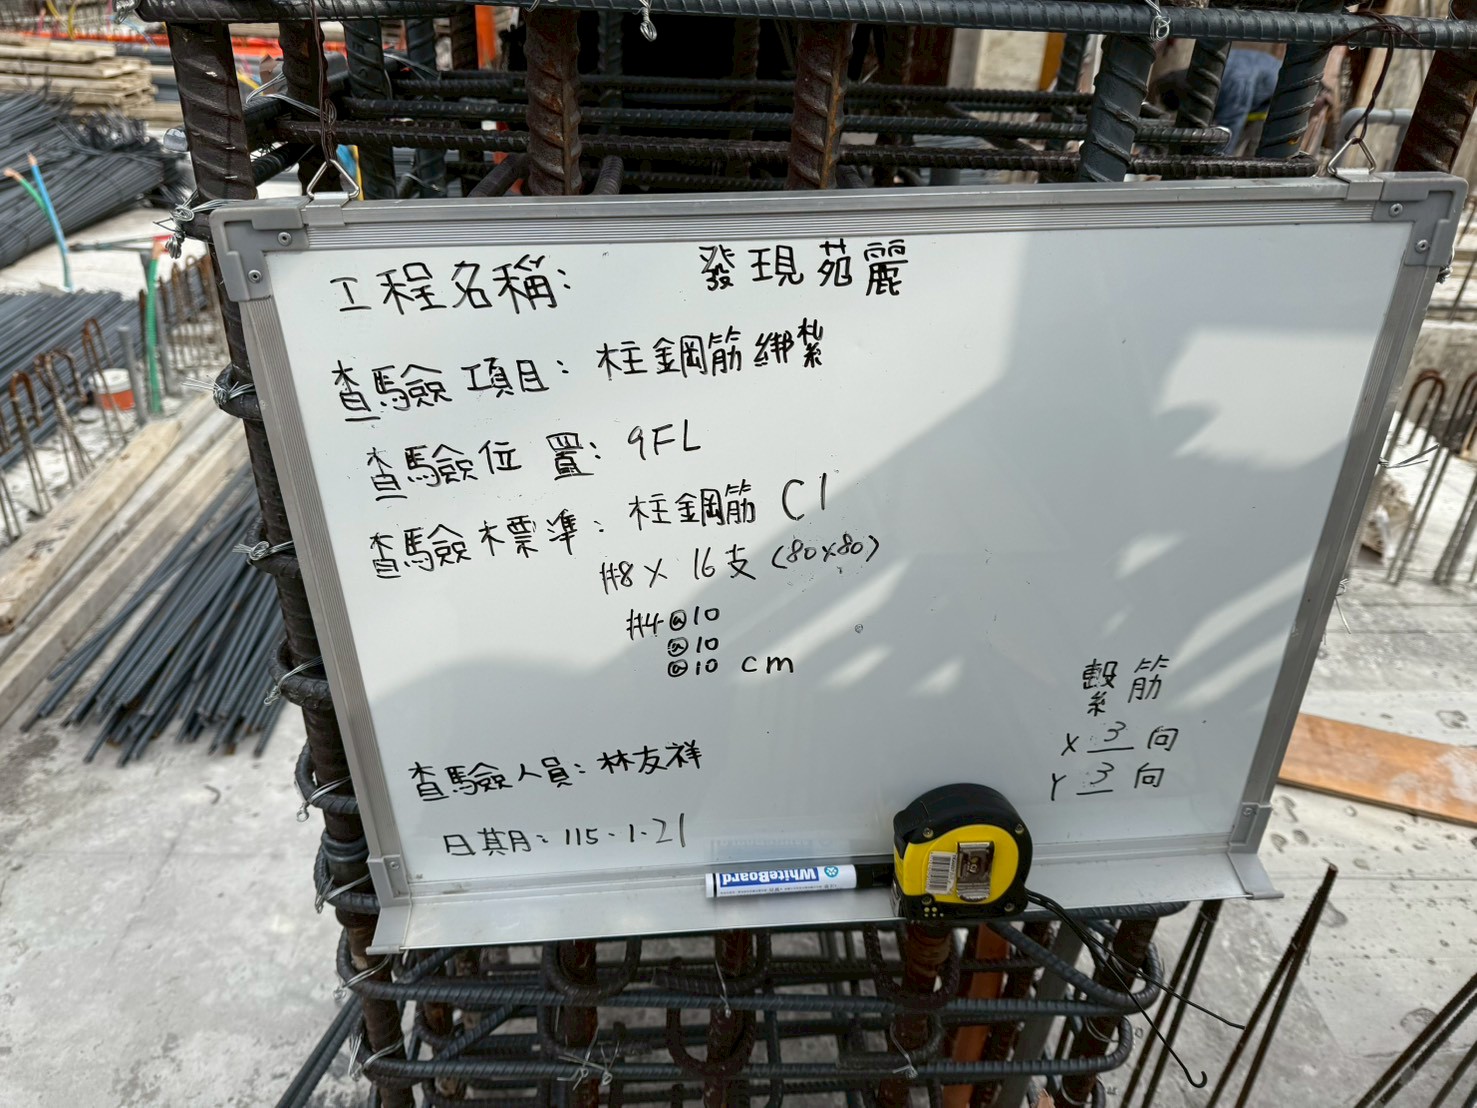 工程名稱: 發現苑麗
查驗項目: 柱鋼筋綁紮
查驗位置: 9FL
查驗標準: 柱鋼筋 C1
#8 × 16支 (80×80)
#4@10
@10
@10 cm
繫筋
X 3 向
Y 3 向
查驗人員: 林友祥
日期: 115.1.21
WhiteBoard